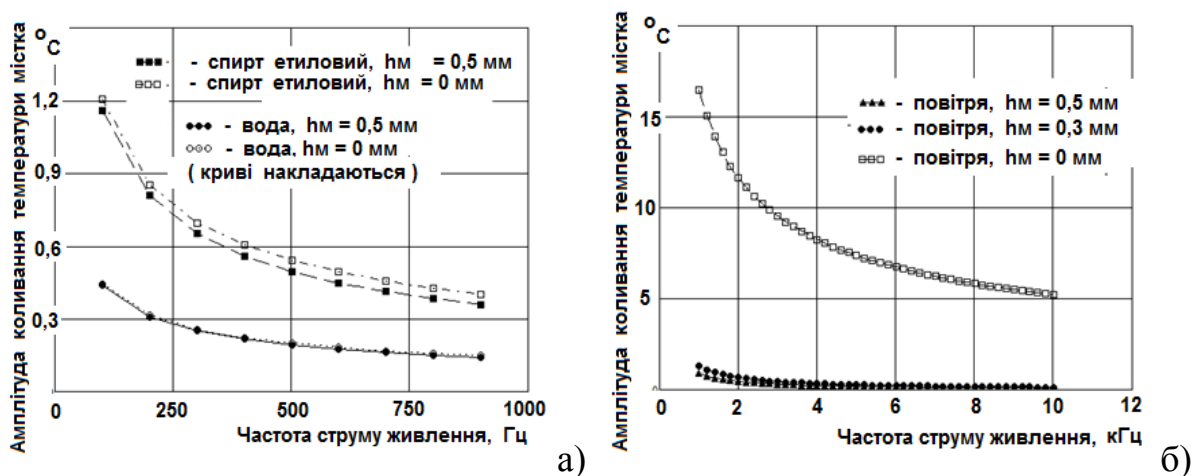 Амплітуда коливання температури містка
°С
1,2
0,9
0,6
0,3
- спирт етиловий, hм = 0,5 мм
- спирт етиловий, hм = 0 мм
- вода, hм = 0,5 мм
- вода, hм = 0 мм
( криві накладаються )
0 250 500 750 1000
Частота струму живлення, Гц
а)
Амплітуда коливання температури містка
°С
15
10
5
- повітря, hм = 0,5 мм
- повітря, hм = 0,3 мм
- повітря, hм = 0 мм
0 2 4 6 8 10 12
Частота струму живлення, кГц
б)